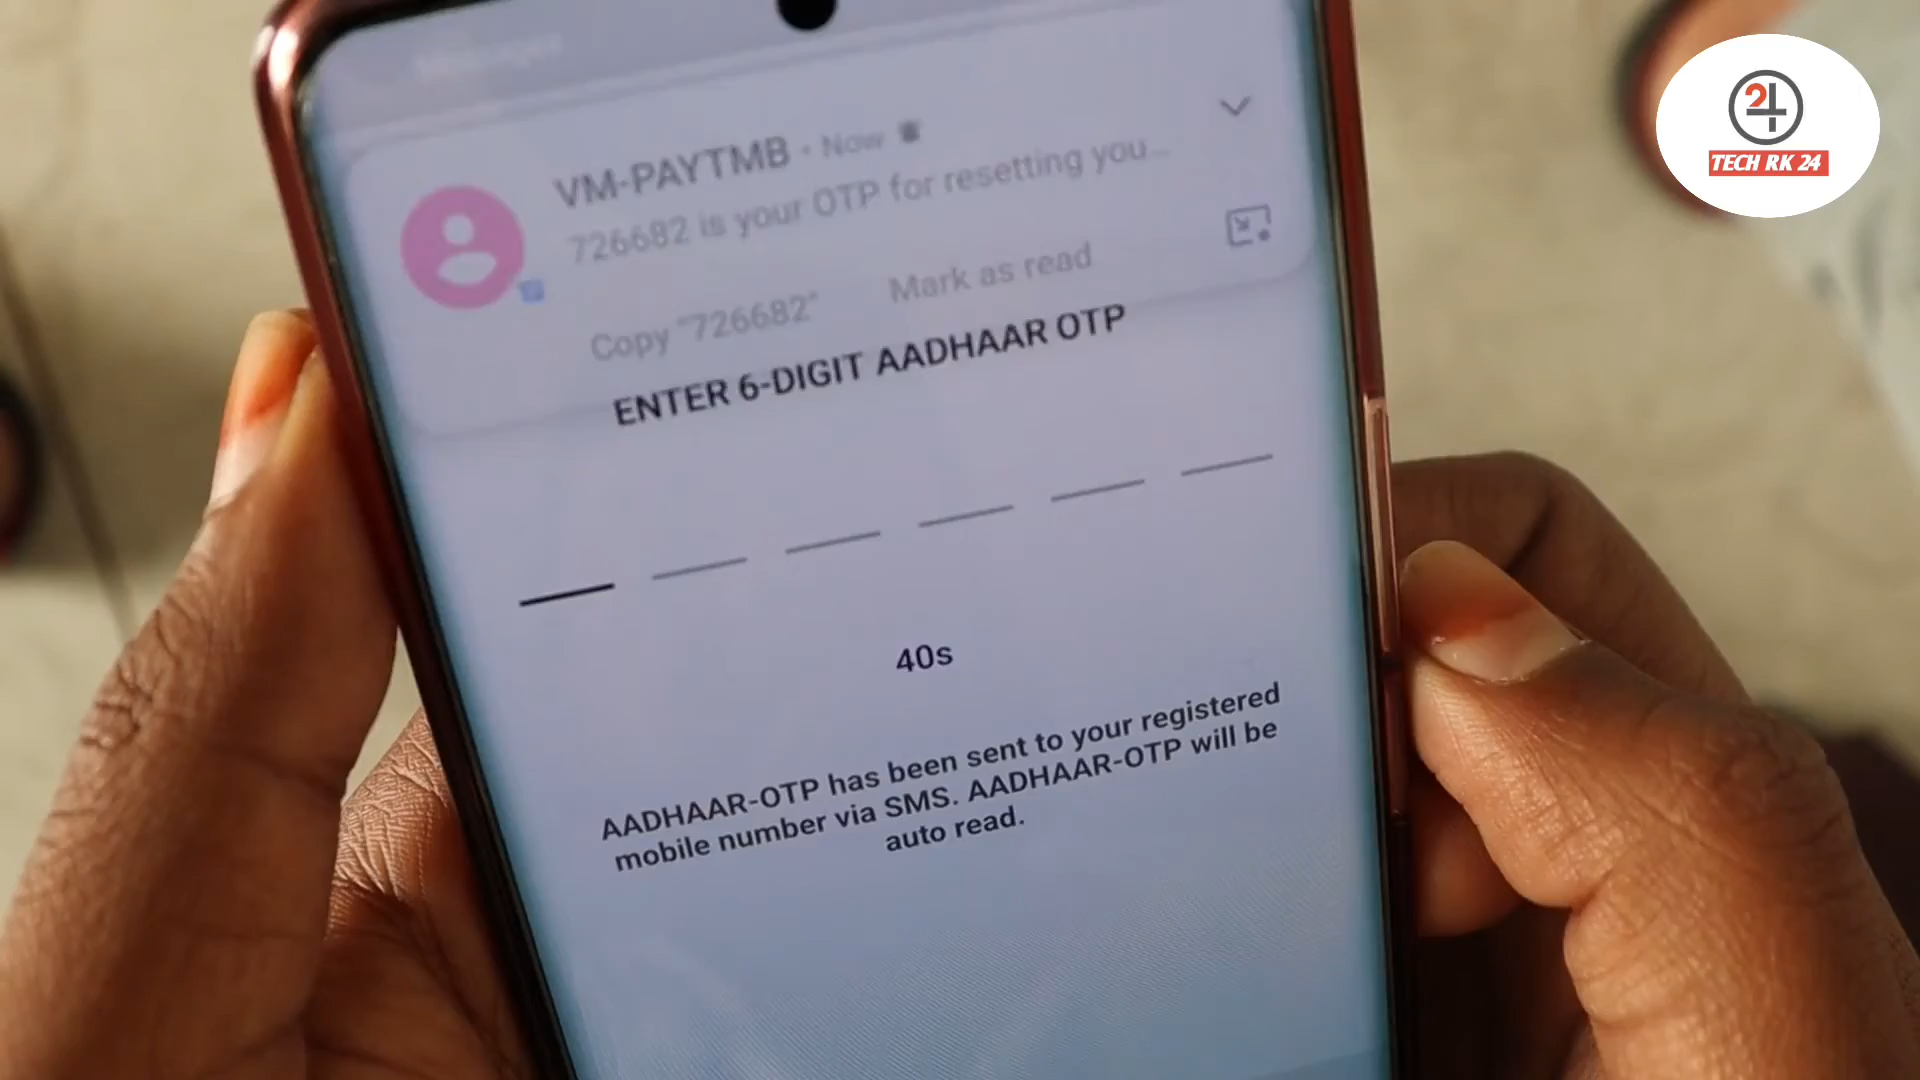 VM-PAYTMB • Now
726682 is your OTP for resetting you...
Copy "726682" Mark as read
ENTER 6-DIGIT AADHAAR OTP
40s
AADHAAR-OTP has been sent to your registered
mobile number via SMS. AADHAAR-OTP will be
auto read.
24
TECH RK 24